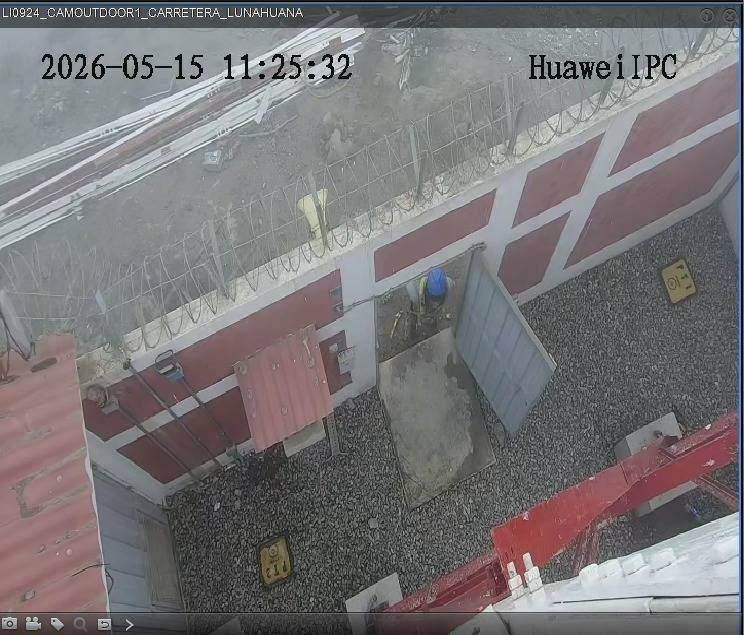 LI0924_CAMOUTDOOR1_CARRETERA_LUNAHUANA
2026-05-15 11:25:32
HuaweiIPC